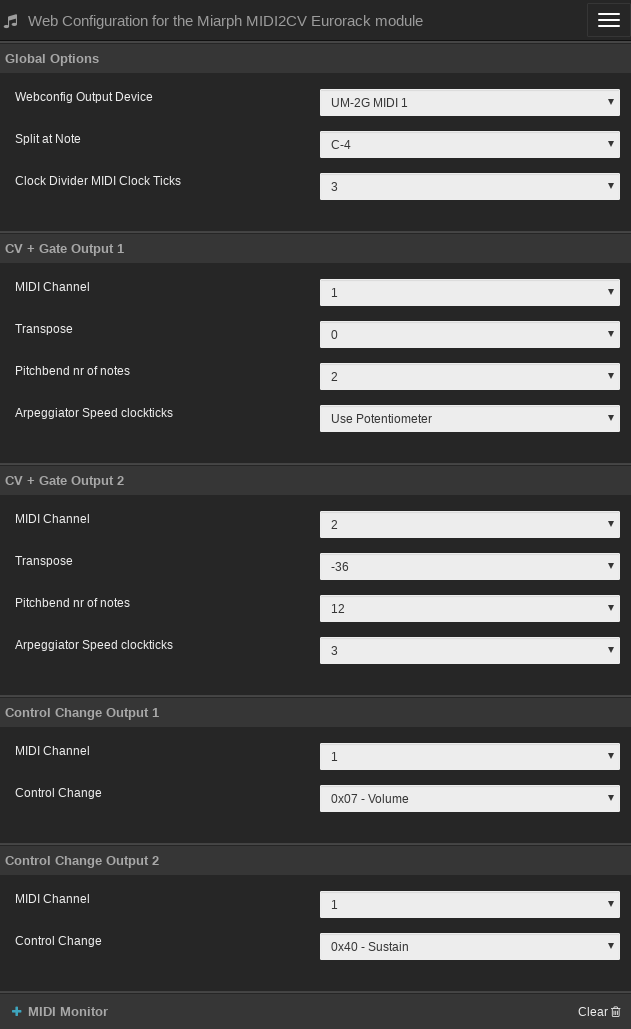 Web Configuration for the Miarph MIDI2CV Eurorack module
Global Options
Webconfig Output Device UM-2G MIDI 1
Split at Note C-4
Clock Divider MIDI Clock Ticks 3
CV + Gate Output 1
MIDI Channel 1
Transpose 0
Pitchbend nr of notes 2
Arpeggiator Speed clockticks Use Potentiometer
CV + Gate Output 2
MIDI Channel 2
Transpose -36
Pitchbend nr of notes 12
Arpeggiator Speed clockticks 3
Control Change Output 1
MIDI Channel 1
Control Change 0x07 - Volume
Control Change Output 2
MIDI Channel 1
Control Change 0x40 - Sustain
MIDI Monitor Clear